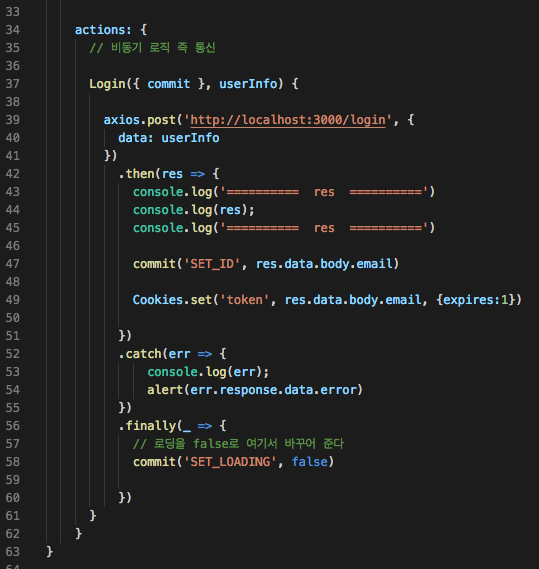 33
34 actions: {
35 // 비동기 로직 즉 통신
36
37 Login({ commit }, userInfo) {
38
39 axios.post('http://localhost:3000/login', {
40 data: userInfo
41 })
42 .then(res => {
43 console.log('========== res ==========')
44 console.log(res);
45 console.log('========== res ==========')
46
47 commit('SET_ID', res.data.body.email)
48
49 Cookies.set('token', res.data.body.email, {expires:1})
50
51 })
52 .catch(err => {
53 console.log(err);
54 alert(err.response.data.error)
55 })
56 .finally(_ => {
57 // 로딩을 false로 여기서 바꾸어 준다
58 commit('SET_LOADING', false)
59
60 })
61 }
62 }
63 }